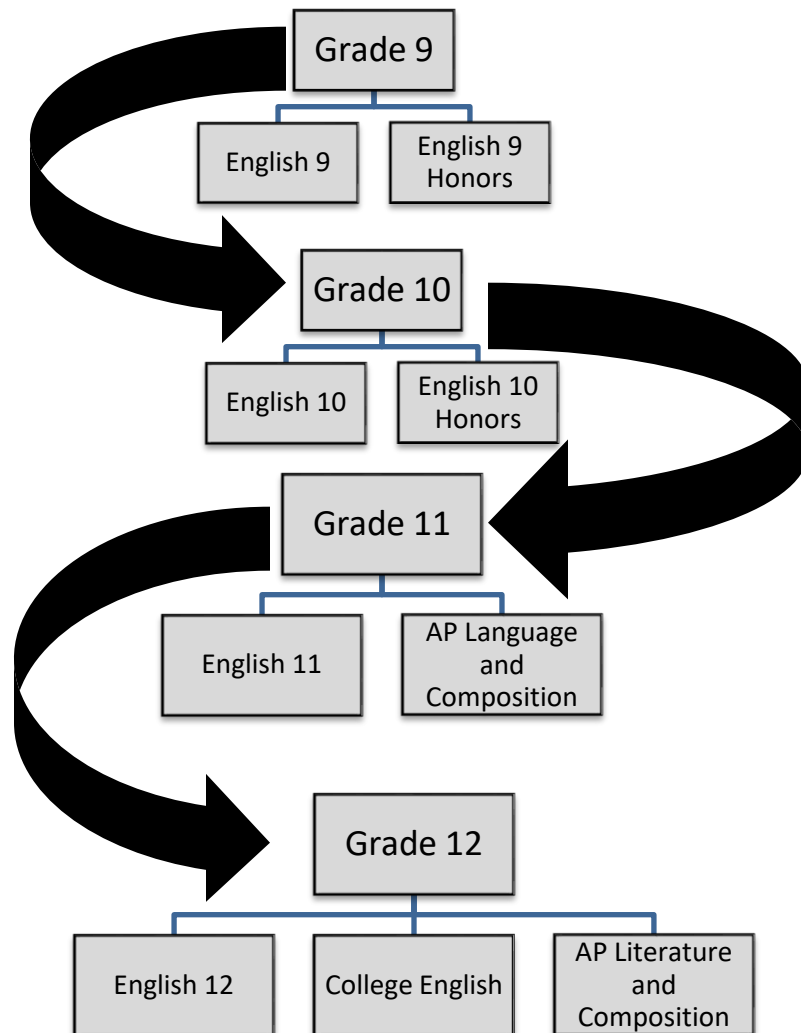 Grade 9
English 9
English 9
Honors
Grade 10
English 10
English 10
Honors
Grade 11
English 11
AP Language
and
Composition
Grade 12
English 12
College English
AP Literature
and
Composition